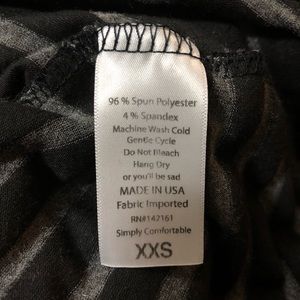 96 % Spun Polyester
4 % Spandex
Machine Wash Cold
Gentle Cycle
Do Not Bleach
Hang Dry
or you'll be sad
MADE IN USA
Fabric Imported
RN#142161
Simply Comfortable
XXS